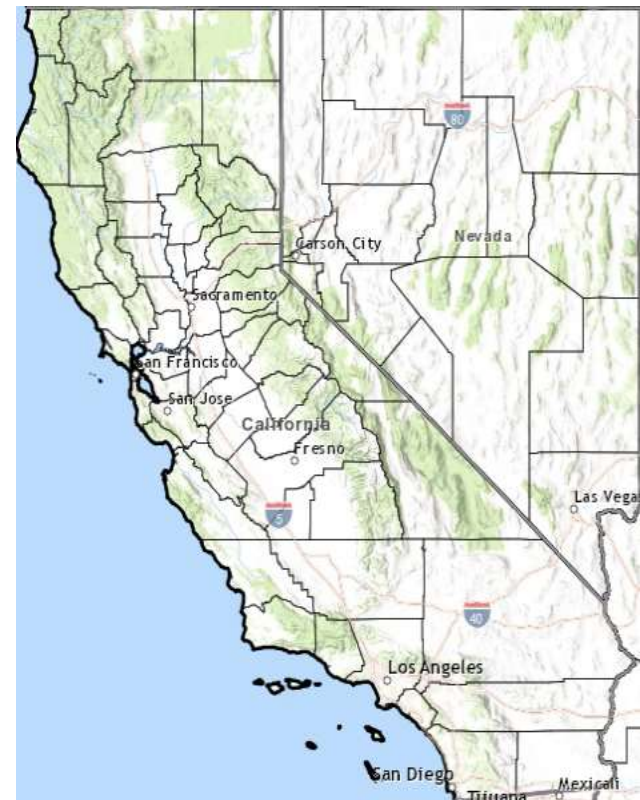 80
Carson City
Nevada
Sacramento
San Francisco
San Jose
California
Fresno
5
Las Vega
40
Los Angeles
San Diego
Tijuana
Mexicali